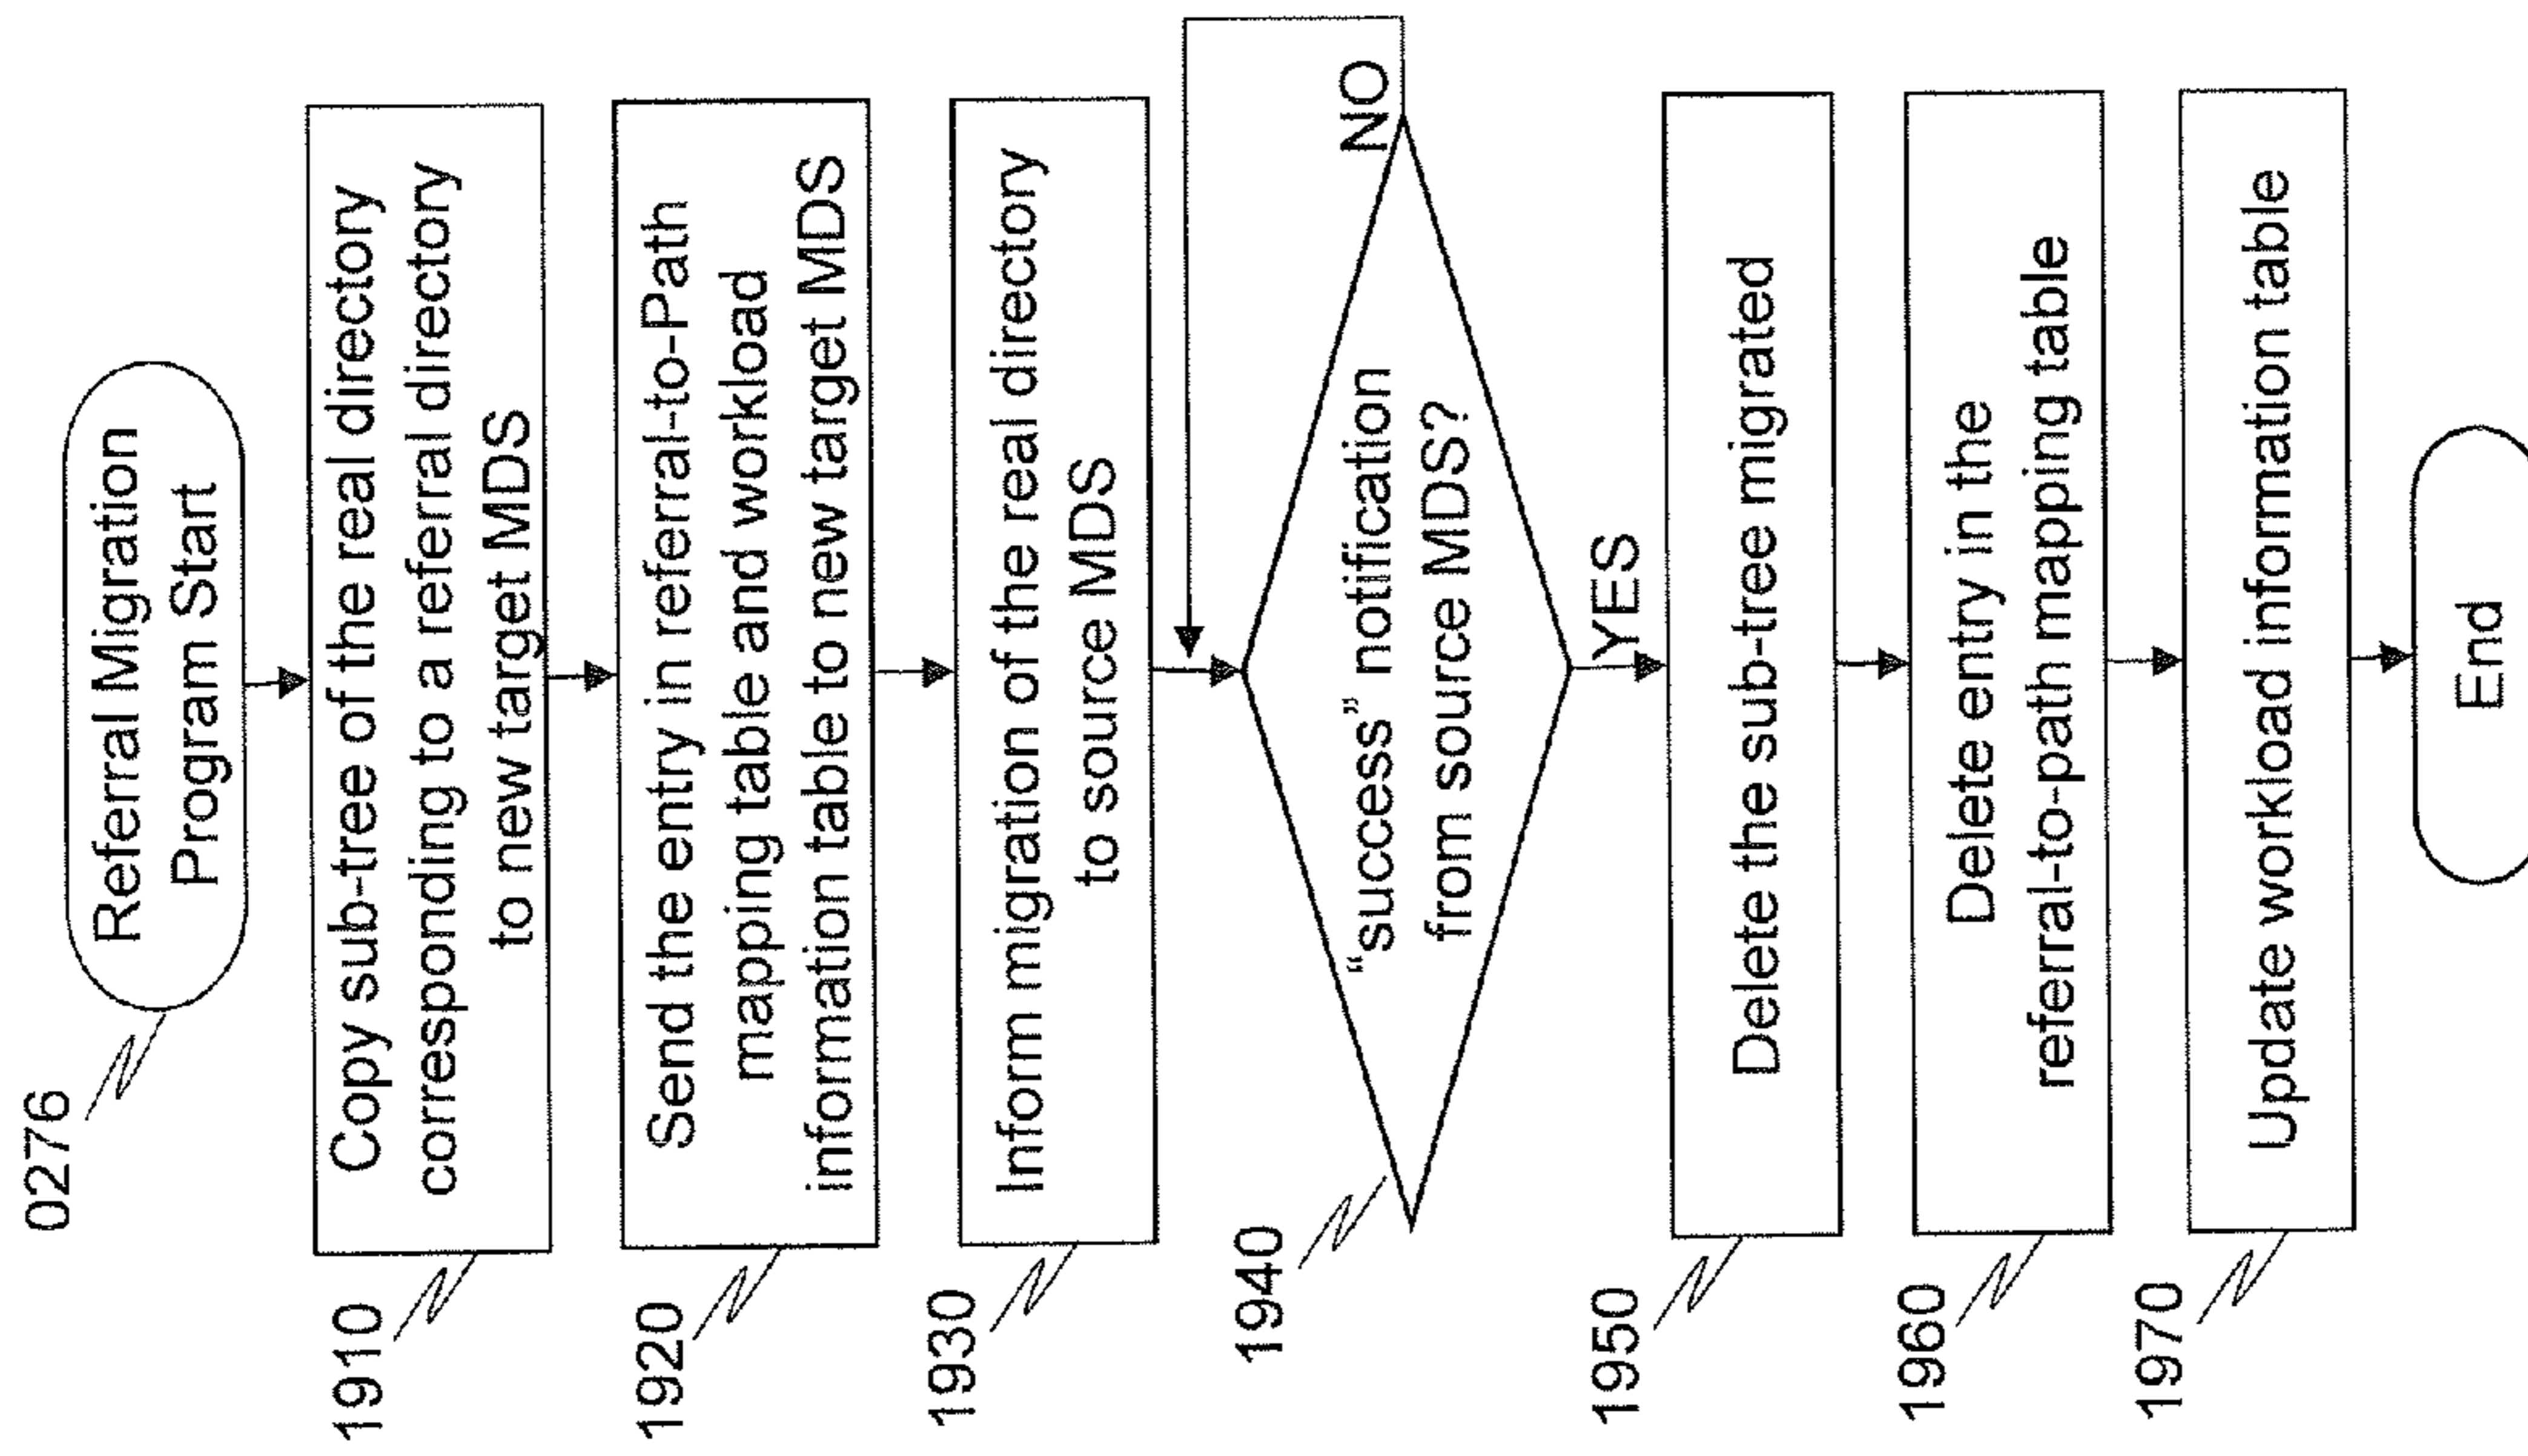 0276
Referral Migration
Program Start
1910
Copy sub-tree of the real directory
corresponding to a referral directory
to new target MDS
1920
Send the entry in referral-to-Path
mapping table and workload
information table to new target MDS
1930
Inform migration of the real directory
to source MDS
1940
“success” notification
from source MDS?
NO
YES
1950
Delete the sub-tree migrated
1960
Delete entry in the
referral-to-path mapping table
1970
Update workload information table
End